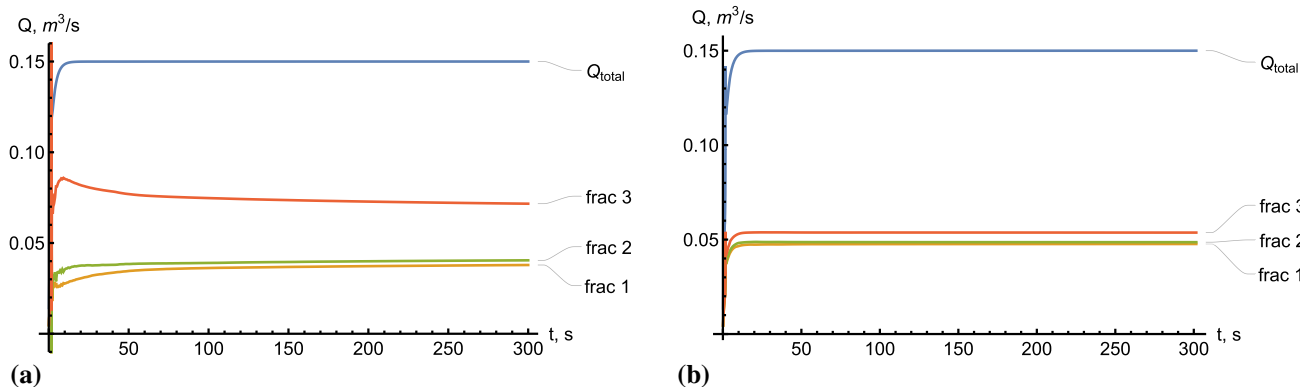 Q, m³/s
0.15
0.10
0.05
50 100 150 200 250 300
t, s
Q_total
frac 3
frac 2
frac 1
(a)
Q, m³/s
0.15
0.10
0.05
50 100 150 200 250 300
t, s
Q_total
frac 3
frac 2
frac 1
(b)